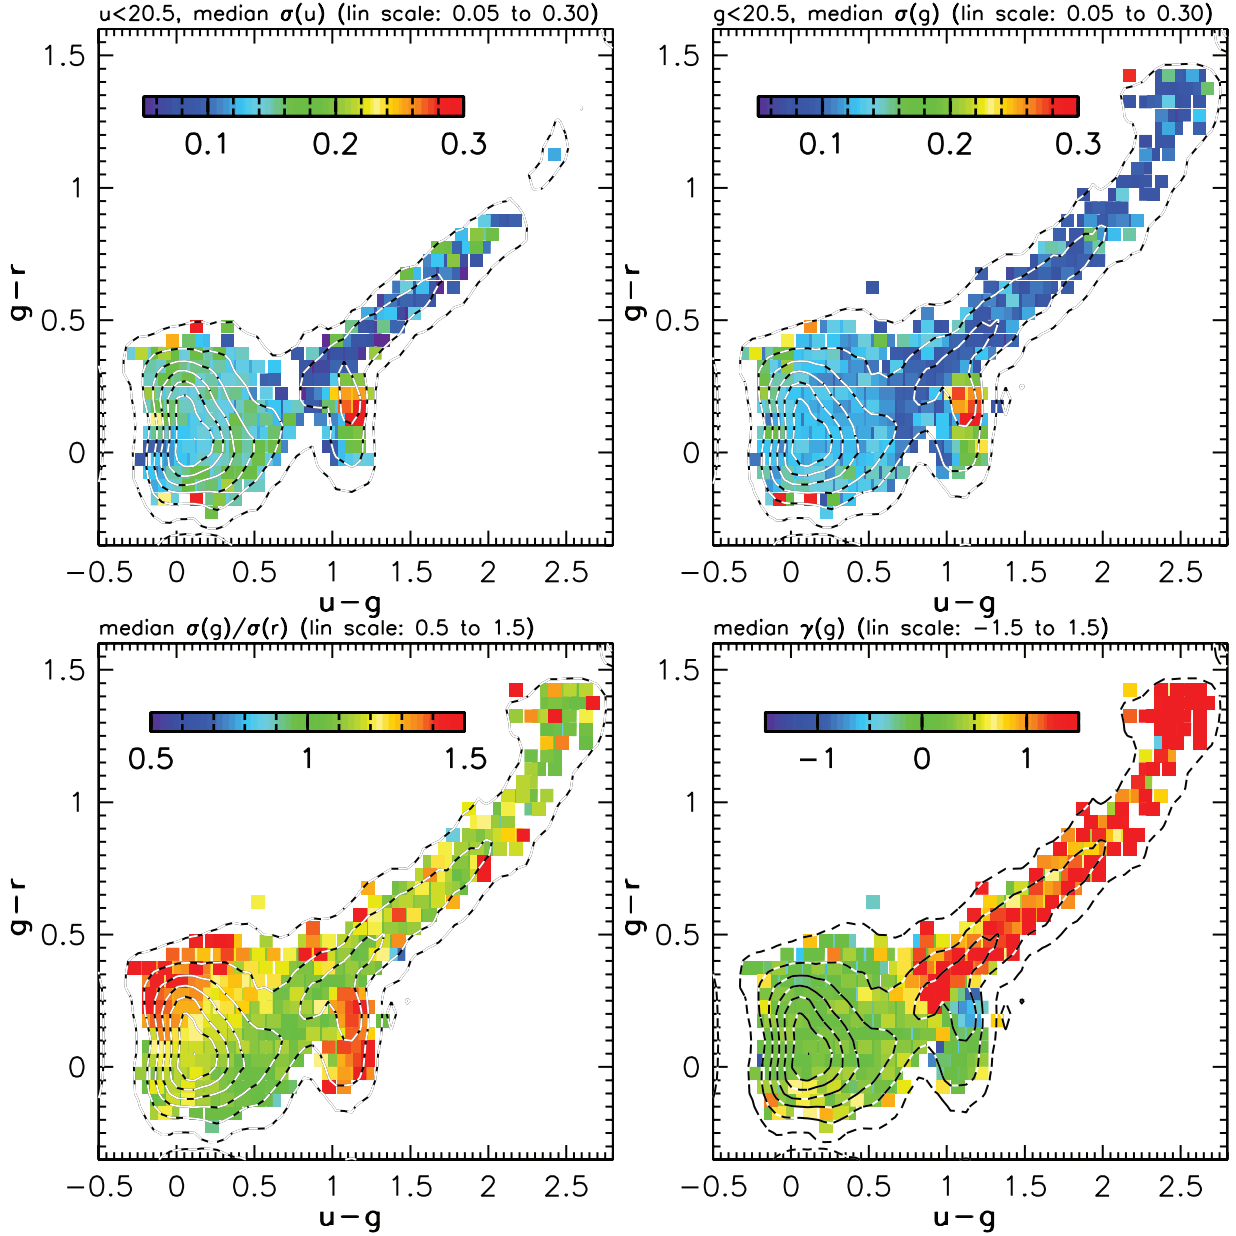 u<20.5, median σ(u) (lin scale: 0.05 to 0.30)
1.5
1
0.5
0
g−r
0.1 0.2 0.3
−0.5 0 0.5 1 1.5 2 2.5
u−g
g<20.5, median σ(g) (lin scale: 0.05 to 0.30)
1.5
1
0.5
0
g−r
0.1 0.2 0.3
−0.5 0 0.5 1 1.5 2 2.5
u−g
median σ(g)/σ(r) (lin scale: 0.5 to 1.5)
1.5
1
0.5
0
g−r
0.5 1 1.5
−0.5 0 0.5 1 1.5 2 2.5
u−g
median γ(g) (lin scale: −1.5 to 1.5)
1.5
1
0.5
0
g−r
−1 0 1
−0.5 0 0.5 1 1.5 2 2.5
u−g